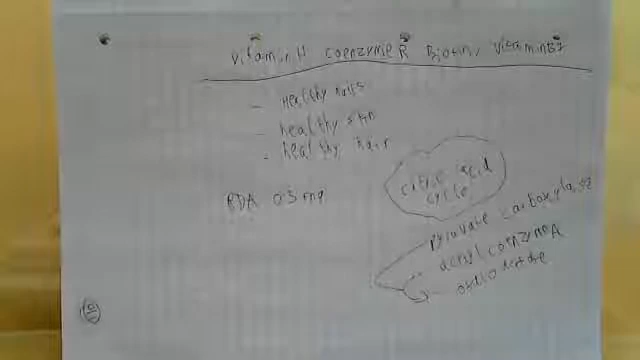 Vitamin H coenzyme R Biotin, Vitamin B7
- Healthy nails
- healthy skin
- healthy hair
RDA 0.3 mg
citric acid
cycle
pyruvate carboxylase
acetyl coenzyme A